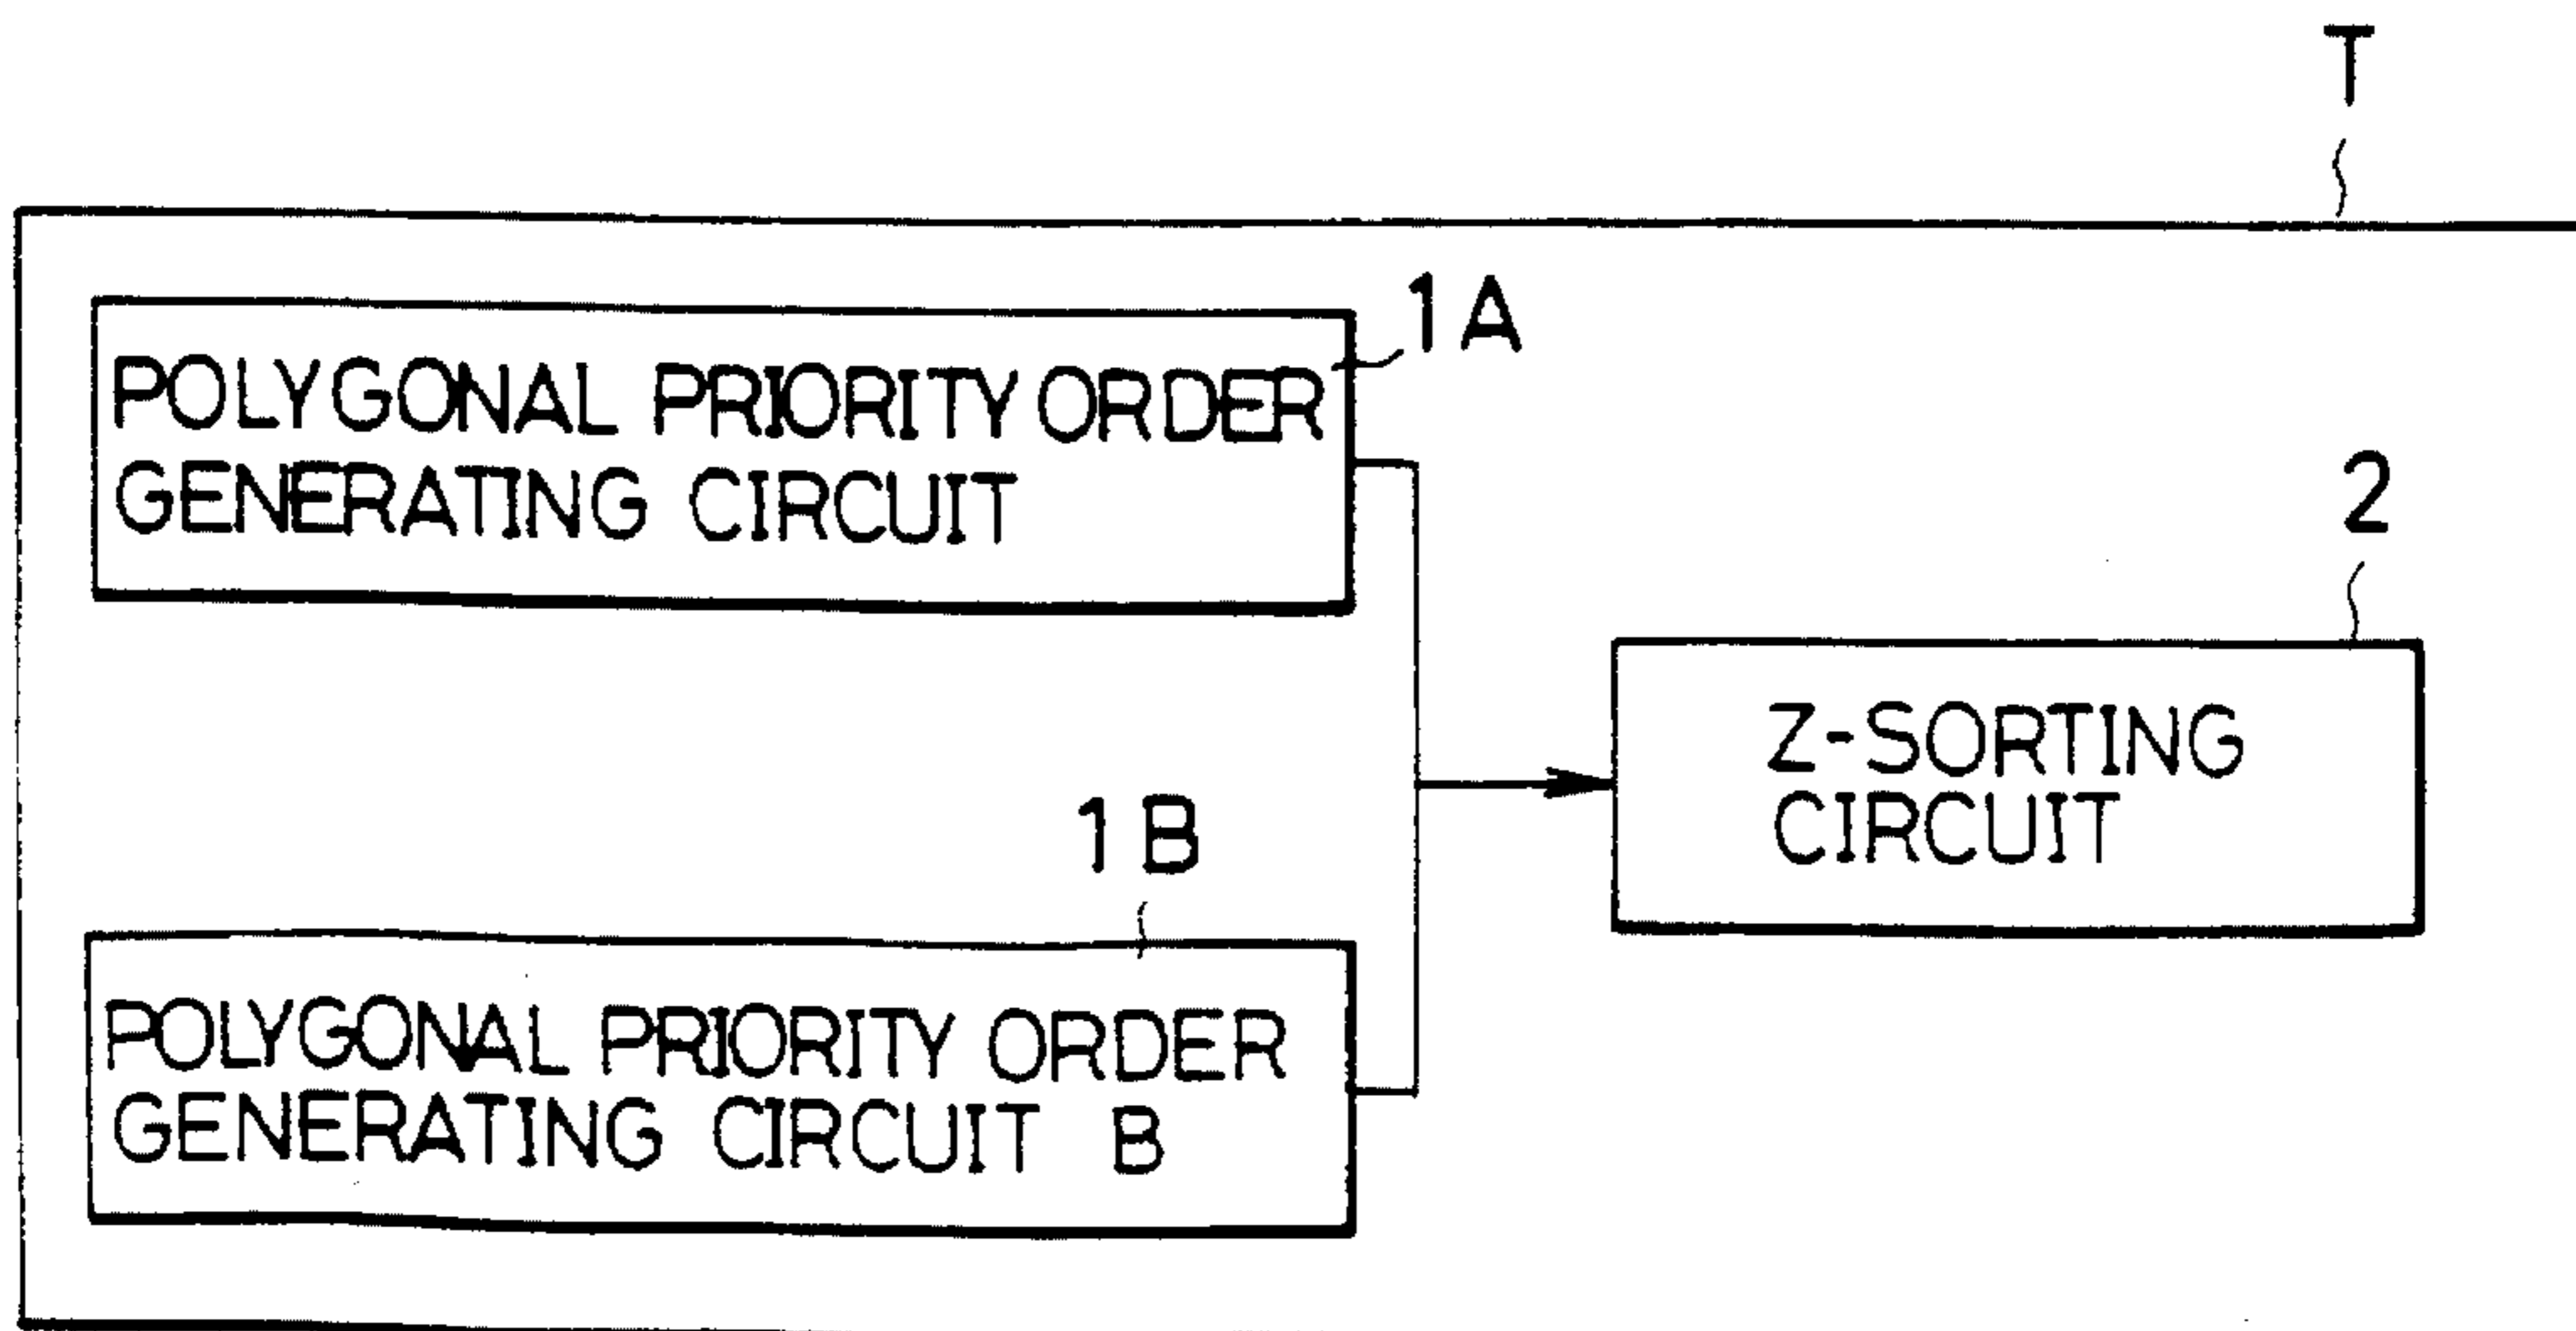 T
1A
POLYGONAL PRIORITY ORDER
GENERATING CIRCUIT
2
Z-SORTING
CIRCUIT
1B
POLYGONAL PRIORITY ORDER
GENERATING CIRCUIT B